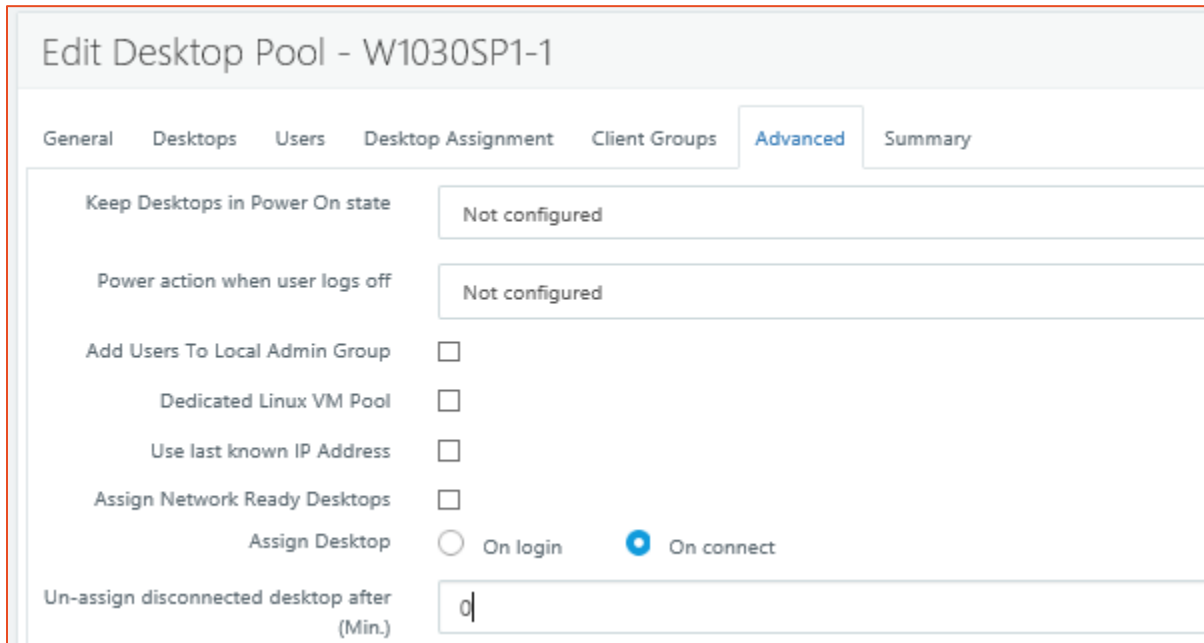 Edit Desktop Pool - W1030SP1-1
General Desktops Users Desktop Assignment Client Groups Advanced Summary
Keep Desktops in Power On state Not configured
Power action when user logs off Not configured
Add Users To Local Admin Group
Dedicated Linux VM Pool
Use last known IP Address
Assign Network Ready Desktops
Assign Desktop On login On connect
Un-assign disconnected desktop after 0
(Min.)